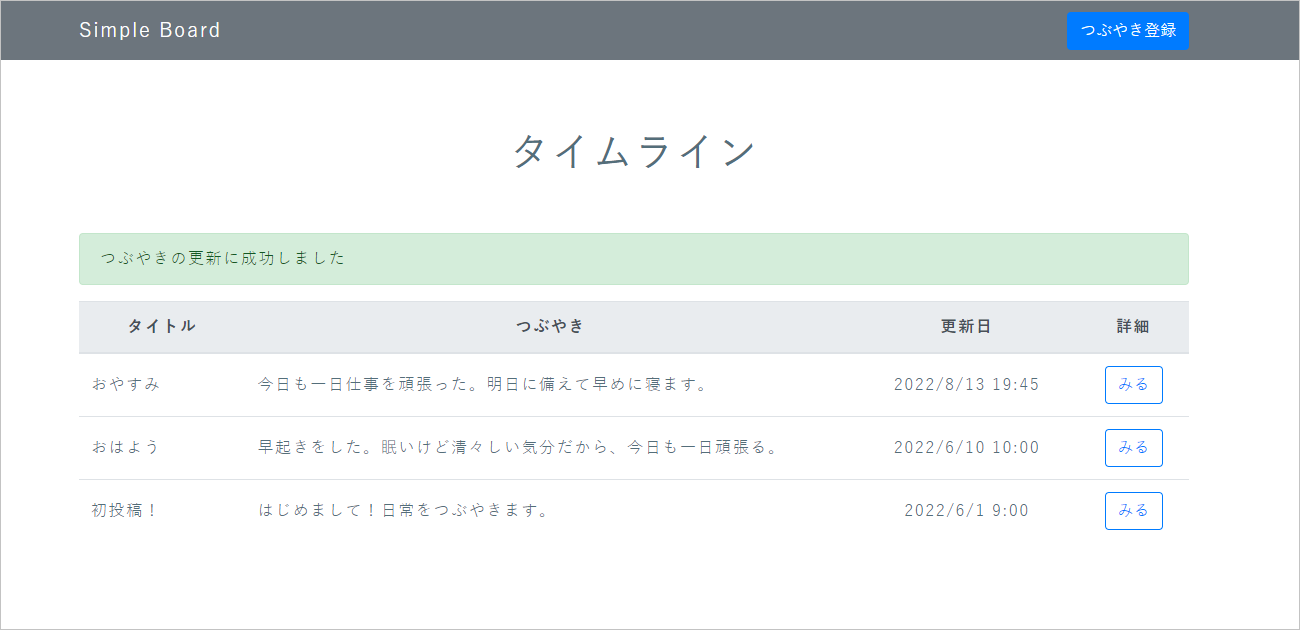 Simple Board つぶやき登録
タイムライン
つぶやきの更新に成功しました
タイトル つぶやき 更新日 詳細
おやすみ 今日も一日仕事を頑張った。明日に備えて早めに寝ます。 2022/8/13 19:45 みる
おはよう 早起きをした。眠いけど清々しい気分だから、今日も一日頑張る。 2022/6/10 10:00 みる
初投稿！ はじめまして！日常をつぶやきます。 2022/6/1 9:00 みる